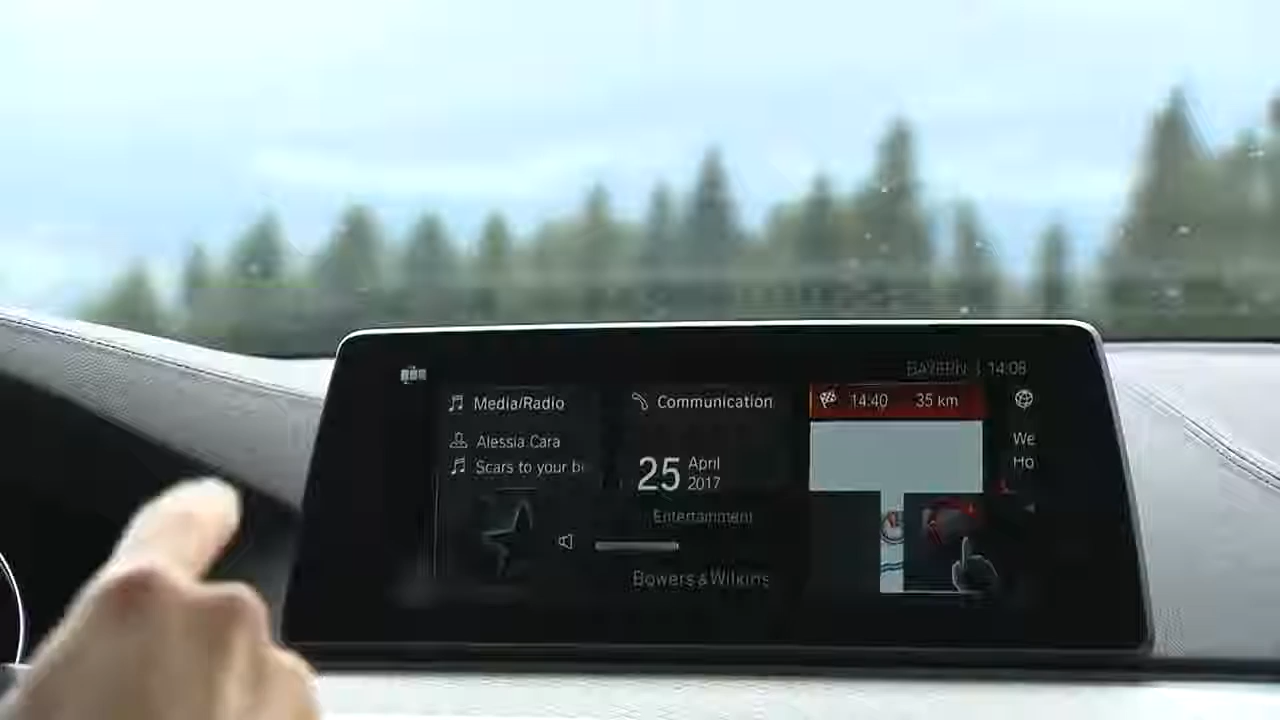 BAYERN | 14:08
Media/Radio
Alessia Cara
Scars to your b
Communication
25 April
2017
Entertainment
Bowers & Wilkins
14:40 35 km
We
Ho